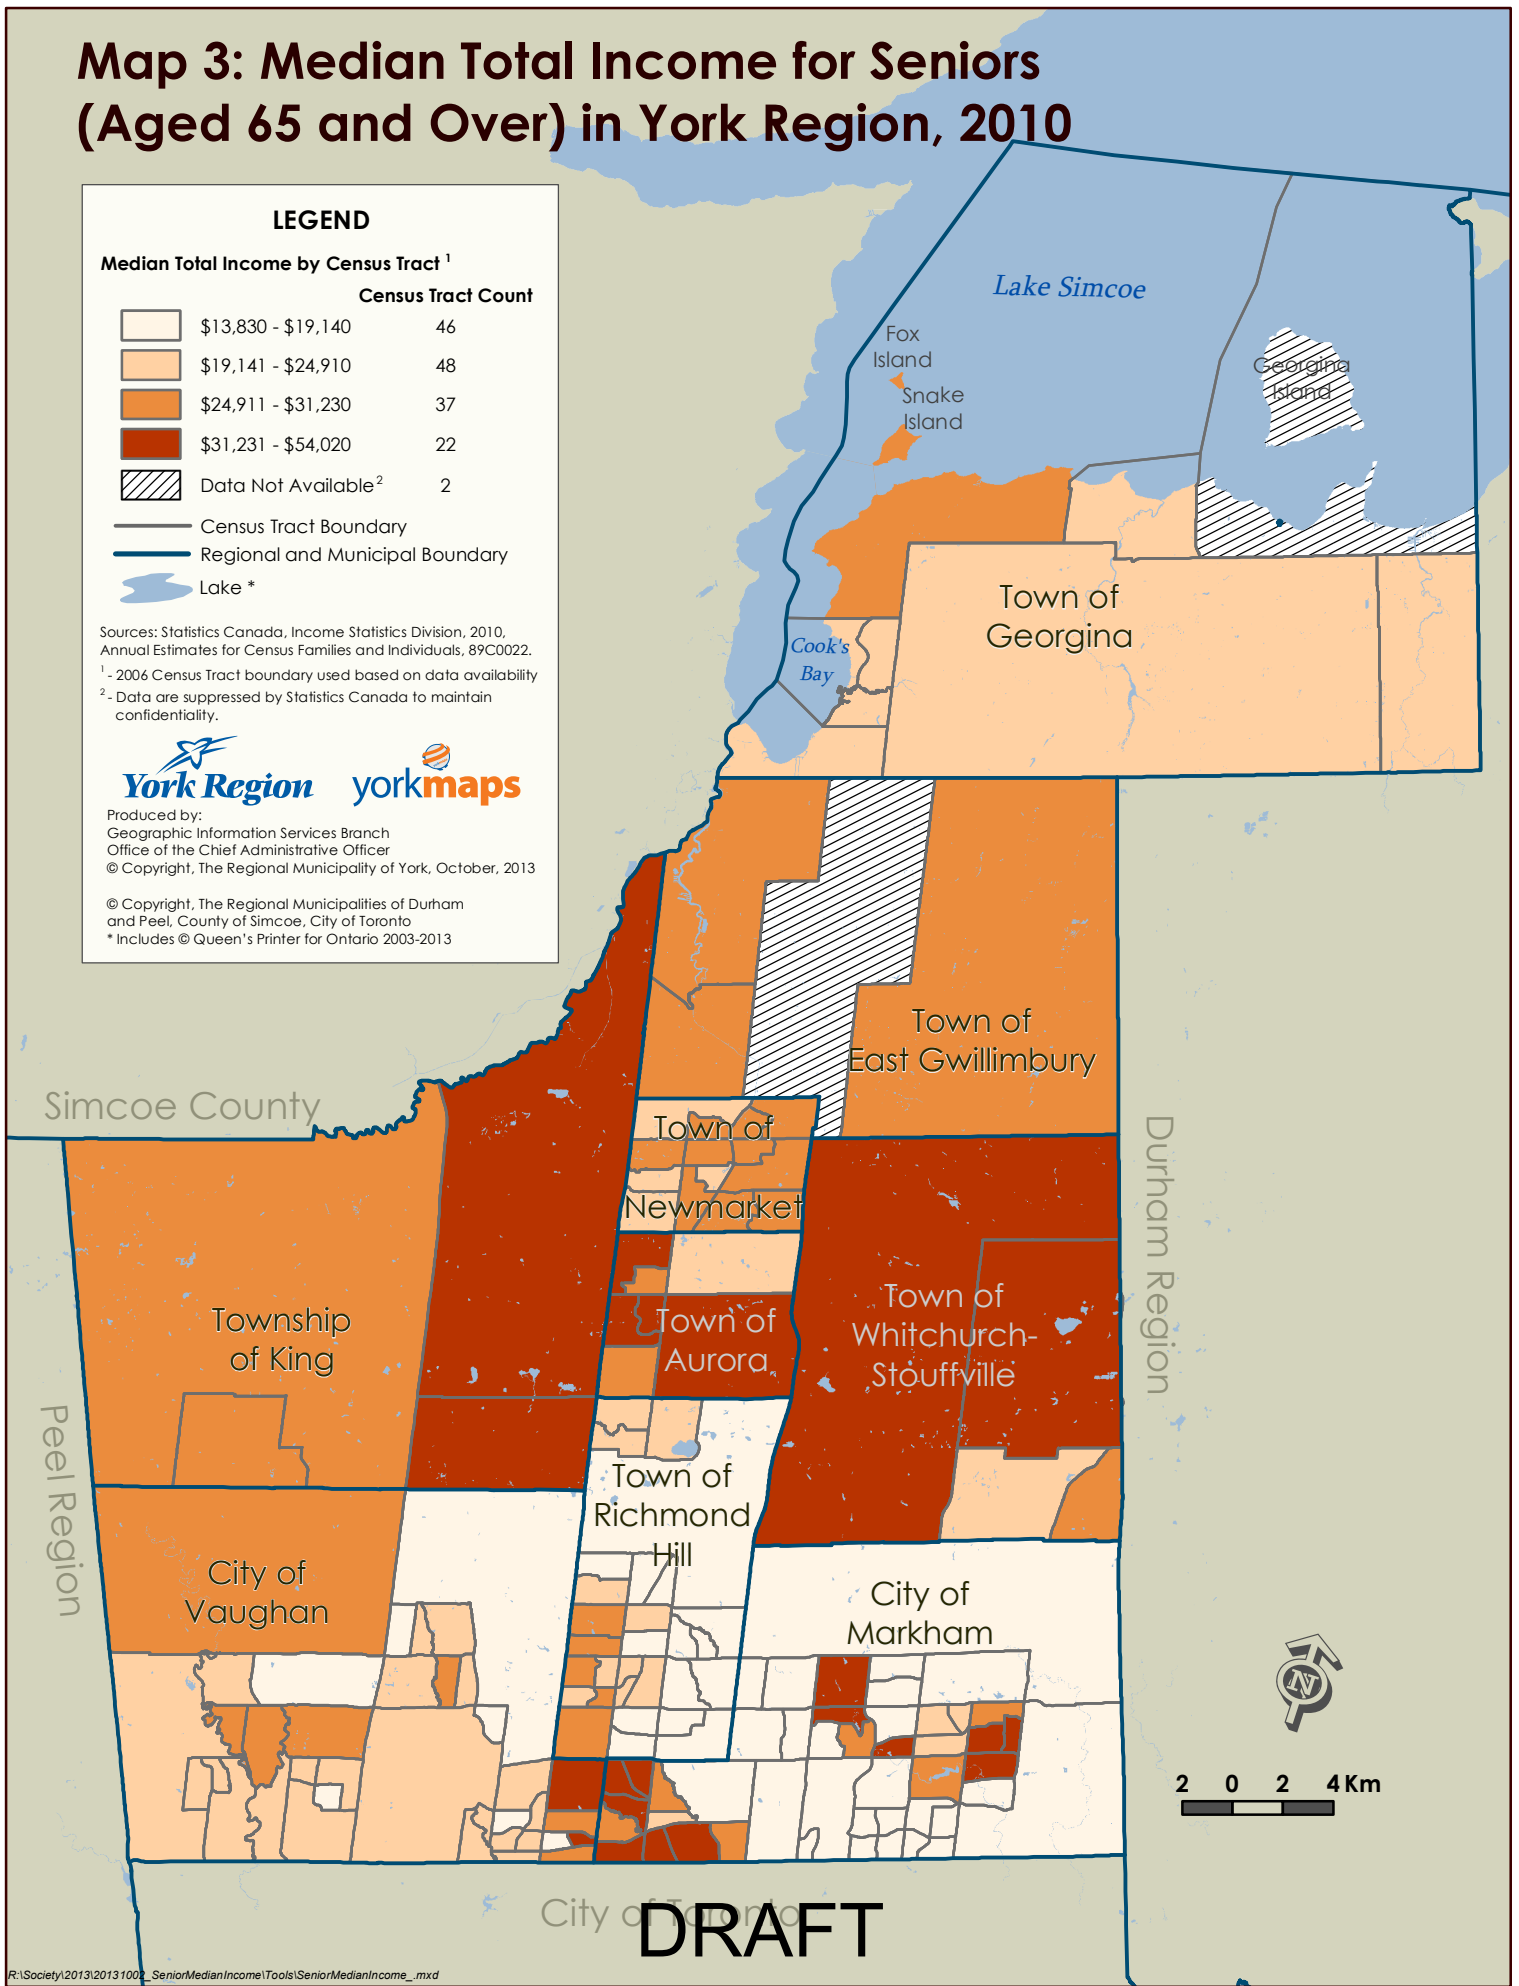 Map 3: Median Total Income for Seniors
(Aged 65 and Over) in York Region, 2010
LEGEND
Median Total Income by Census Tract 1
Census Tract Count
$13,830 - $19,140 46
$19,141 - $24,910 48
$24,911 - $31,230 37
$31,231 - $54,020 22
Data Not Available 2 2
Census Tract Boundary
Regional and Municipal Boundary
Lake *
Sources: Statistics Canada, Income Statistics Division, 2010,
Annual Estimates for Census Families and Individuals, 89C0022.
1 - 2006 Census Tract boundary used based on data availability
2 - Data are suppressed by Statistics Canada to maintain
confidentiality.
York Region
yorkmaps
Produced by:
Geographic Information Services Branch
Office of the Chief Administrative Officer
© Copyright, The Regional Municipality of York, October, 2013
© Copyright, The Regional Municipalities of Durham
and Peel, County of Simcoe, City of Toronto
* Includes © Queen's Printer for Ontario 2003-2013
Lake Simcoe
Fox
Island
Snake
Island
Georgina
Island
Cook's
Bay
Town of
Georgina
Town of
East Gwillimbury
Simcoe County
Town of
Newmarket
Durham Region
Township
of King
Town of
Aurora
Town of
Whitchurch-
Stouffville
Peel Region
Town of
Richmond
Hill
City of
Vaughan
City of
Markham
N
2 0 2 4 Km
City of Toronto
DRAFT
R:\Society\2013\20131002_SeniorMedianIncome\Tools\SeniorMedianIncome_.mxd